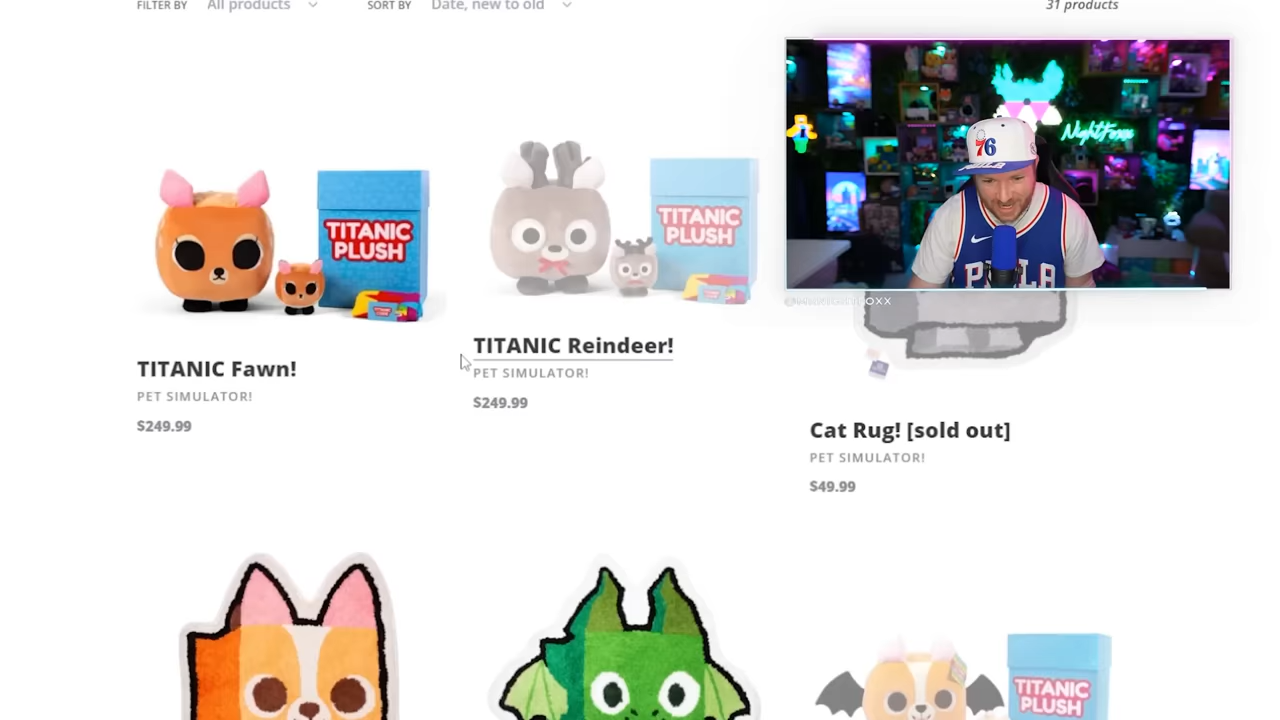 FILTER BY All products SORT BY Date, new to old 31 products
76
NightFoxx
PHILA
TITANIC
PLUSH
TITANIC
PLUSH
TITANIC Fawn!
PET SIMULATOR!
$249.99
TITANIC Reindeer!
PET SIMULATOR!
$249.99
Cat Rug! [sold out]
PET SIMULATOR!
$49.99
TITANIC
PLUSH